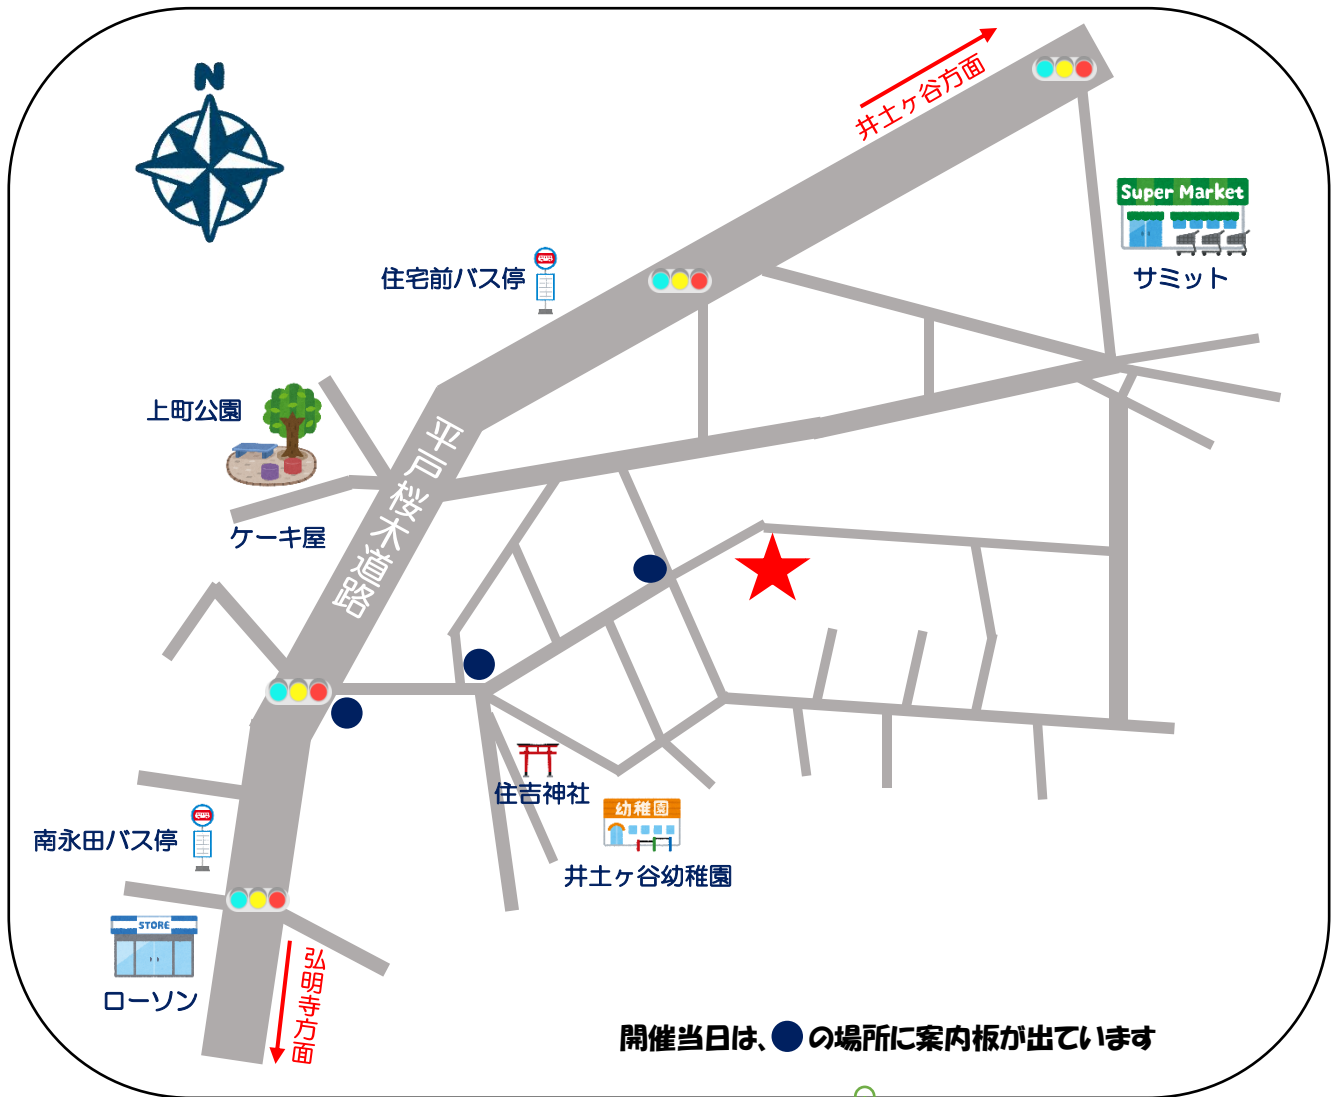 N
井土ヶ谷方面
Super Market
サミット
住宅前バス停
上町公園
平戸桜木道路
ケーキ屋
住吉神社
幼稚園
井土ヶ谷幼稚園
南永田バス停
STORE
ローソン
弘明寺方面
開催当日は、●の場所に案内板が出ています